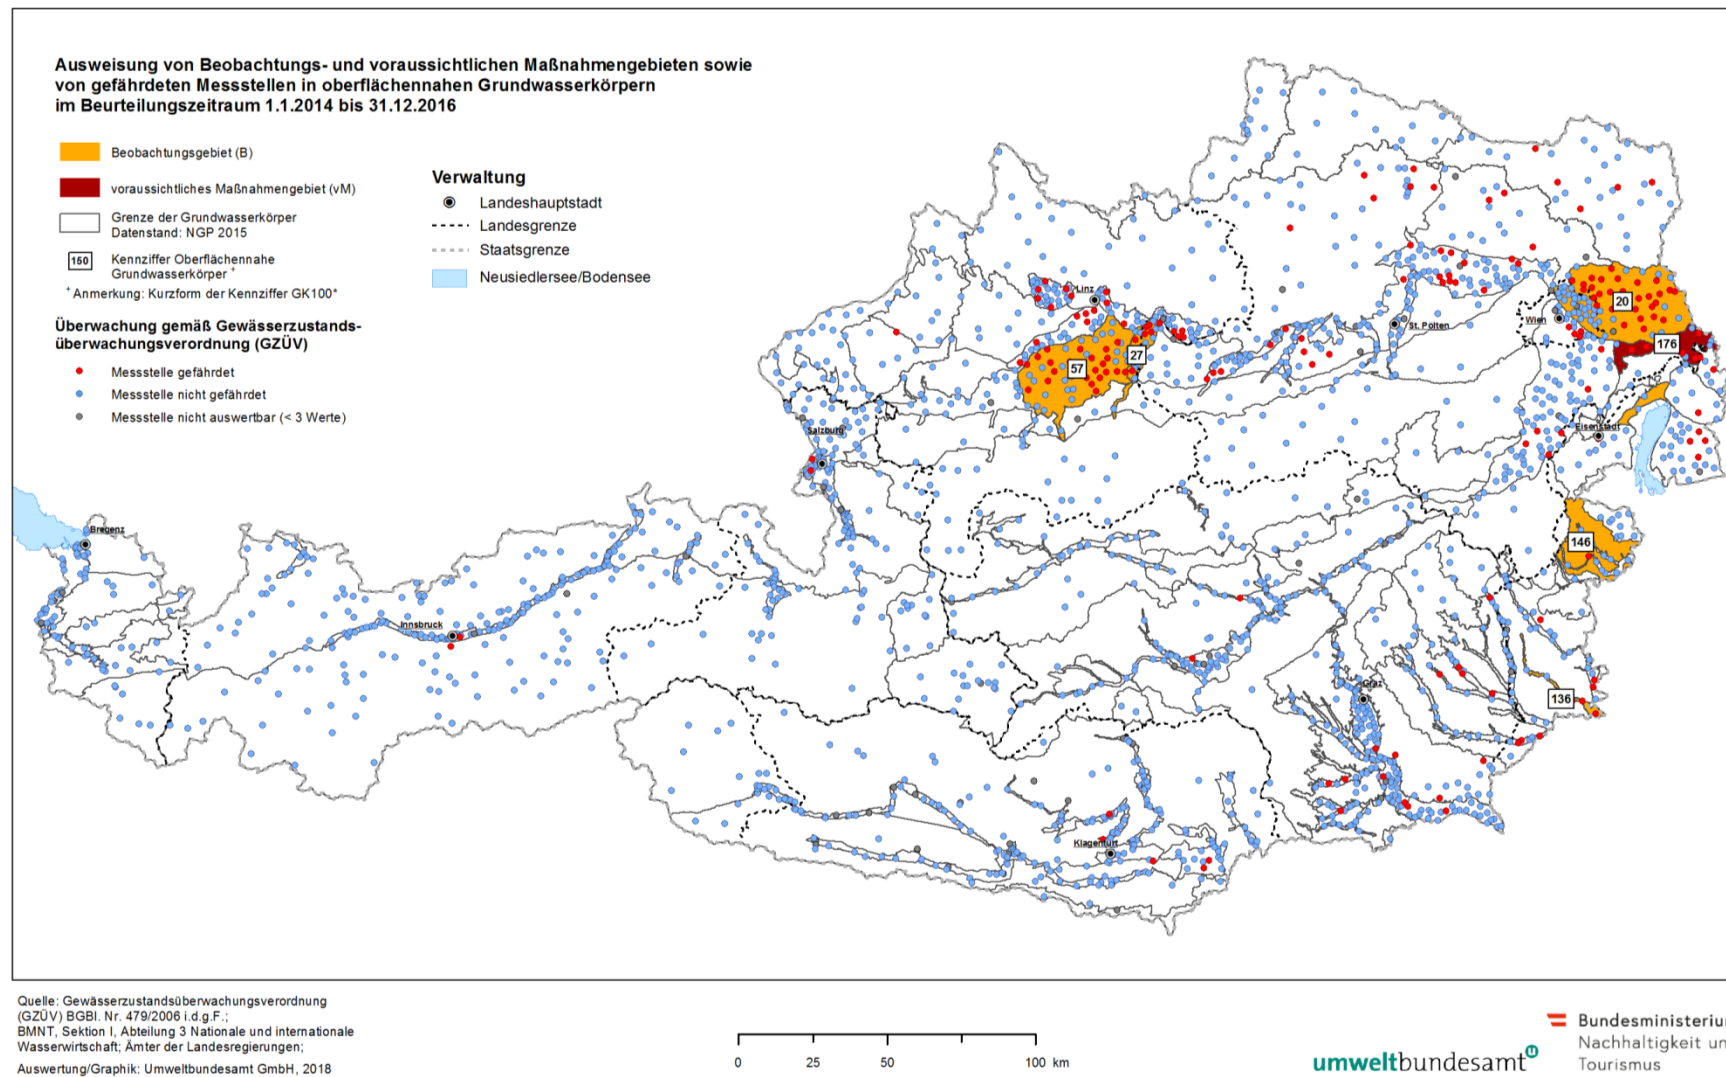 Ausweisung von Beobachtungs- und voraussichtlichen Maßnahmengebieten sowie
von gefährdeten Messstellen in oberflächennahen Grundwasserkörpern
im Beurteilungszeitraum 1.1.2014 bis 31.12.2016
Beobachtungsgebiet (B)
voraussichtliches Maßnahmengebiet (vM)
Grenze der Grundwasserkörper
Datenstand: NGP 2015
150
Kennziffer Oberflächennahe
Grundwasserkörper +
+ Anmerkung: Kurzform der Kennziffer GK100*
Verwaltung
Landeshauptstadt
Landesgrenze
Staatsgrenze
Neusiedlersee/Bodensee
Überwachung gemäß Gewässerzustands-
überwachungsverordnung (GZÜV)
Messstelle gefährdet
Messstelle nicht gefährdet
Messstelle nicht auswertbar (< 3 Werte)
Linz
20
Wien
St. Pölten
176
27
57
Eisenstadt
Salzburg
Bregenz
146
Innsbruck
Graz
136
Klagenfurt
Quelle: Gewässerzustandsüberwachungsverordnung
(GZÜV) BGBl. Nr. 479/2006 i.d.g.F.;
BMNT, Sektion I, Abteilung 3 Nationale und internationale
Wasserwirtschaft; Ämter der Landesregierungen;
Auswertung/Graphik: Umweltbundesamt GmbH, 2018
0 25 50 100 km
umweltbundesamt U
Bundesministerium
Nachhaltigkeit un
Tourismus